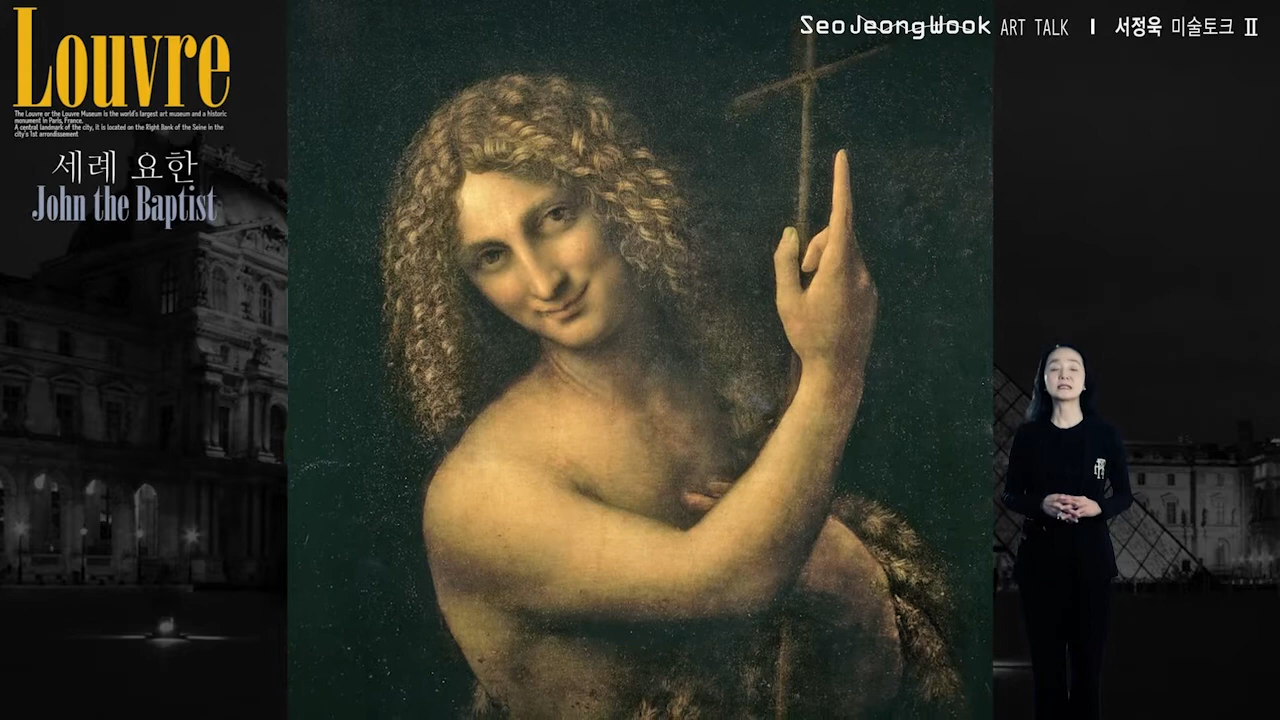 Louvre
The Louvre or the Louvre Museum is the world's largest art museum and a historic
monument in Paris, France.
A central landmark of the city, it is located on the Right Bank of the Seine in the
city's 1st arrondissement
세례 요한
John the Baptist
SeoJeongWook ART TALK I 서정욱 미술토크 Ⅱ